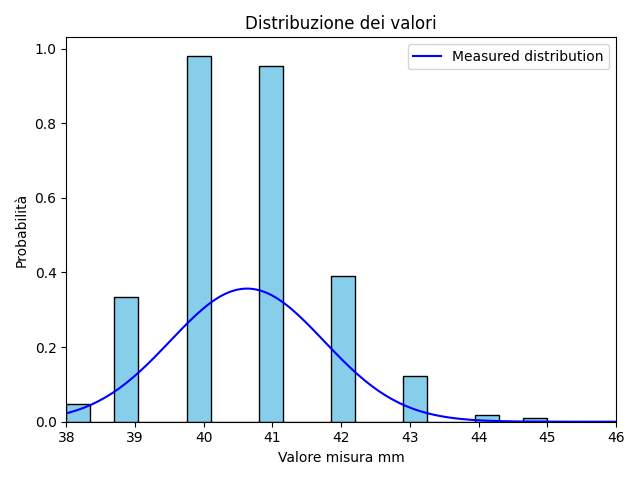 Distribuzione dei valori
Measured distribution
1.0
0.8
0.6
0.4
0.2
0.0
Probabilità
38 39 40 41 42 43 44 45 46
Valore misura mm